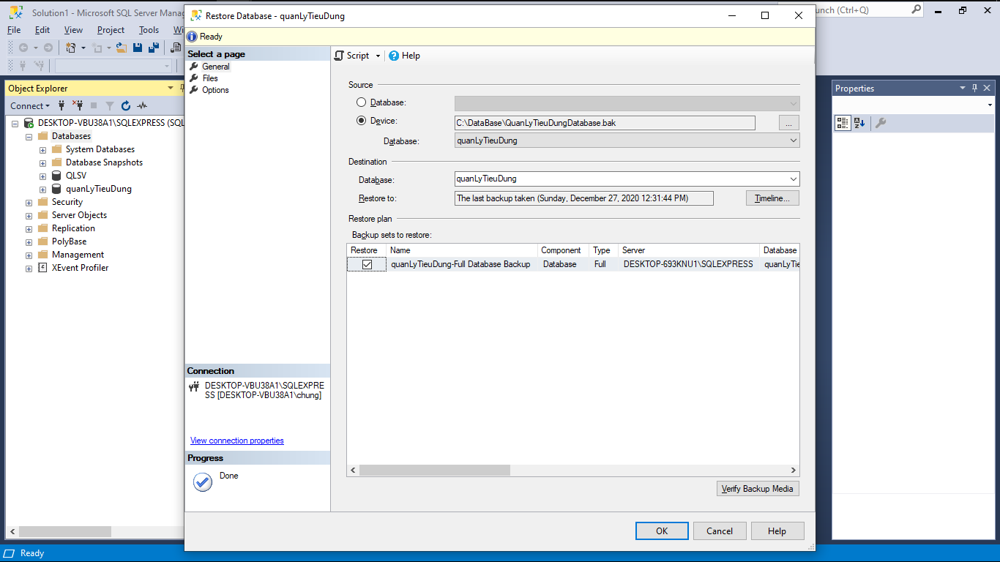 Solution1 - Microsoft SQL Server Mana
unch (Ctrl+Q)
File Edit View Project Tools Wi
Object Explorer
Connect
DESKTOP-VBU38A1\SQLEXPRESS (SQL
Databases
System Databases
Database Snapshots
QLSV
quanLyTieuDung
Security
Server Objects
Replication
PolyBase
Management
XEvent Profiler
Restore Database - quanLyTieuDung
Ready
Select a page
General
Files
Options
Connection
DESKTOP-VBU38A1\SQLEXPRE
SS [DESKTOP-VBU38A1\chung]
View connection properties
Progress
Done
Script Help
Source
Database:
Device: C:\DataBase\QuanLyTieuDungDatabase.bak ...
Database: quanLyTieuDung
Destination
Database: quanLyTieuDung
Restore to: The last backup taken (Sunday, December 27, 2020 12:31:44 PM) Timeline...
Restore plan
Backup sets to restore:
Restore Name Component Type Server Database
quanLyTieuDung-Full Database Backup Database Full DESKTOP-693KNU1\SQLEXPRESS quanLyTie
Verify Backup Media
OK Cancel Help
Properties
Ready